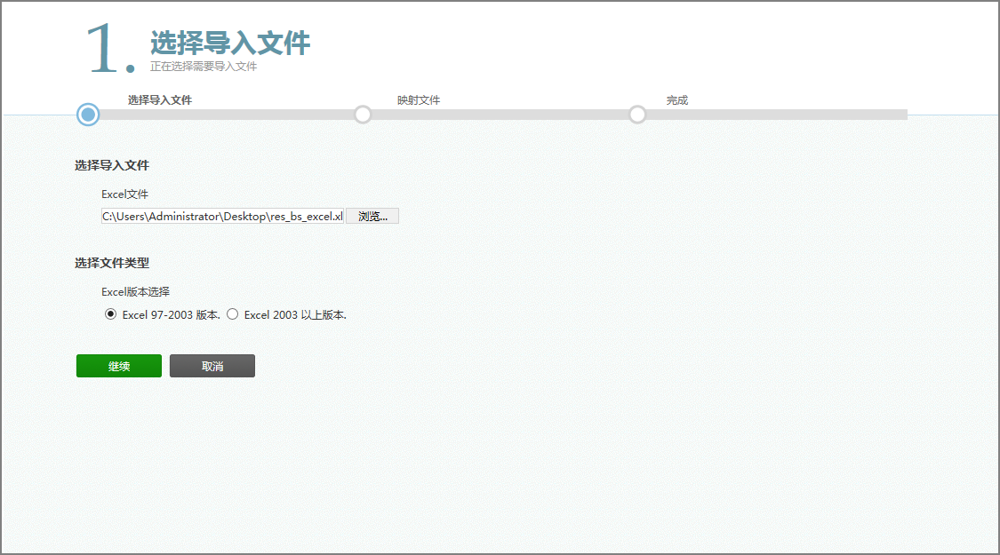 1.
选择导入文件
正在选择需要导入文件
选择导入文件 映射文件 完成
选择导入文件
Excel文件
C:\Users\Administrator\Desktop\res_bs_excel.xl 浏览...
选择文件类型
Excel版本选择
Excel 97-2003 版本. Excel 2003 以上版本.
继续 取消